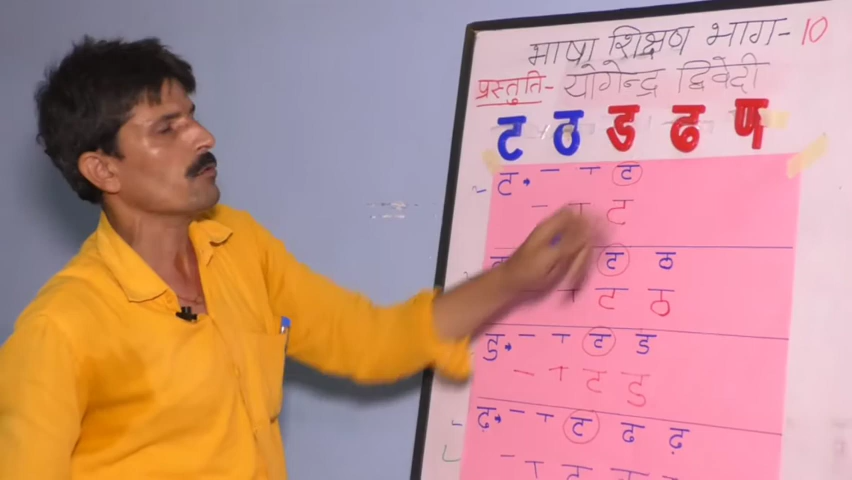 भाषा शिक्षण भाग-10
प्रस्तुति- योगेन्द्र द्विवेदी
ट ठ ड ढ ण
ट → — + ट
— + ट
ट ठ
+ ट ठ
ड़ → — + ट ड
— + ट ड
ढ़ → — + ट ढ ढ़
— + ट ढ ढ़